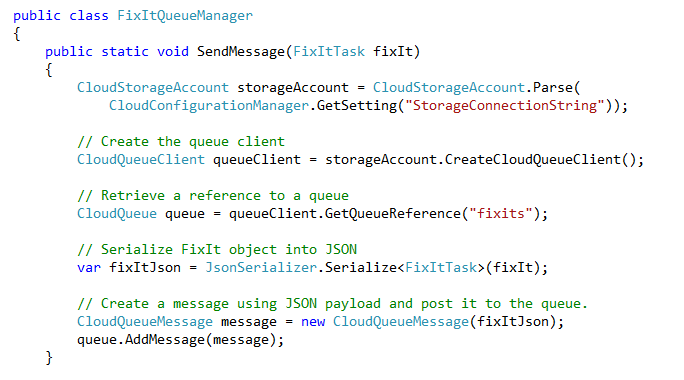 public class FixItQueueManager
{
    public static void SendMessage(FixItTask fixIt)
    {
        CloudStorageAccount storageAccount = CloudStorageAccount.Parse(
            CloudConfigurationManager.GetSetting("StorageConnectionString"));

        // Create the queue client
        CloudQueueClient queueClient = storageAccount.CreateCloudQueueClient();

        // Retrieve a reference to a queue
        CloudQueue queue = queueClient.GetQueueReference("fixits");

        // Serialize FixIt object into JSON
        var fixItJson = JsonSerializer.Serialize<FixItTask>(fixIt);

        // Create a message using JSON payload and post it to the queue.
        CloudQueueMessage message = new CloudQueueMessage(fixItJson);
        queue.AddMessage(message);
    }